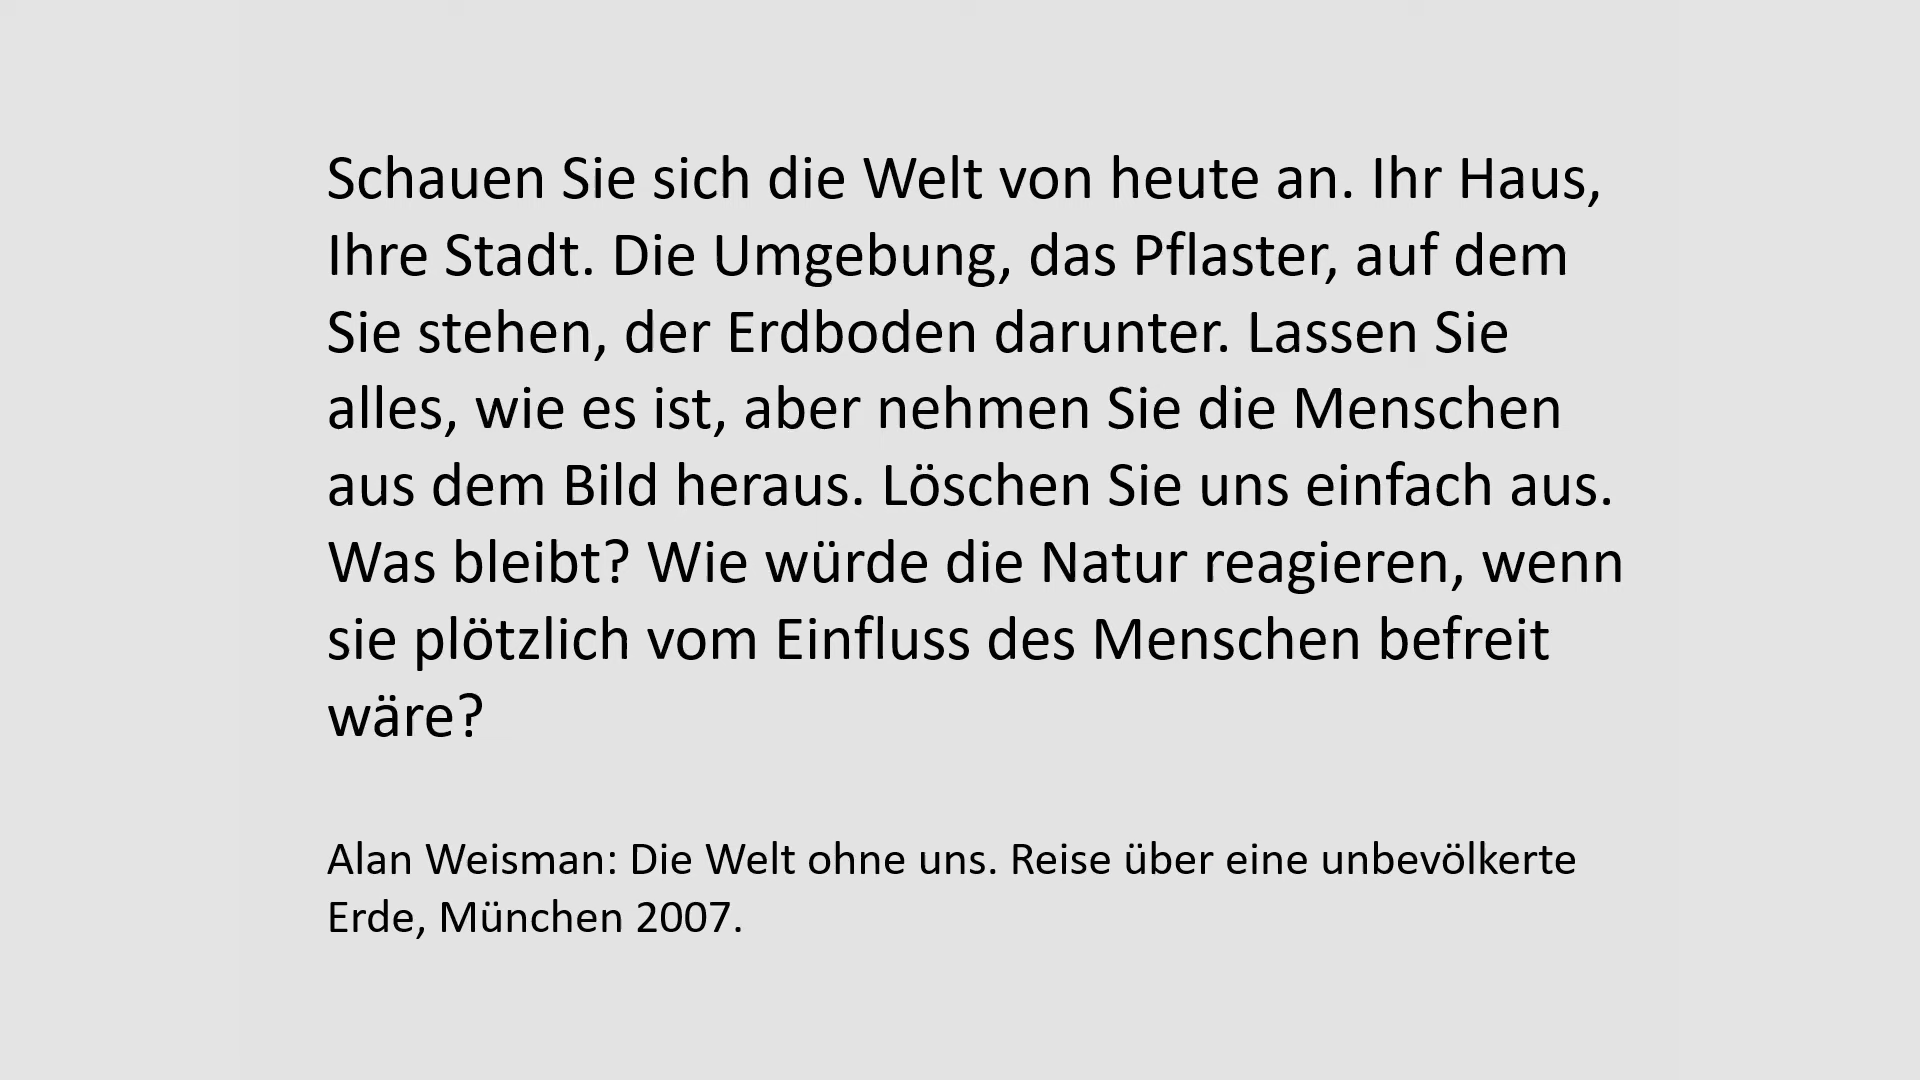 Schauen Sie sich die Welt von heute an. Ihr Haus,
Ihre Stadt. Die Umgebung, das Pflaster, auf dem
Sie stehen, der Erdboden darunter. Lassen Sie
alles, wie es ist, aber nehmen Sie die Menschen
aus dem Bild heraus. Löschen Sie uns einfach aus.
Was bleibt? Wie würde die Natur reagieren, wenn
sie plötzlich vom Einfluss des Menschen befreit
wäre?
Alan Weisman: Die Welt ohne uns. Reise über eine unbevölkerte
Erde, München 2007.